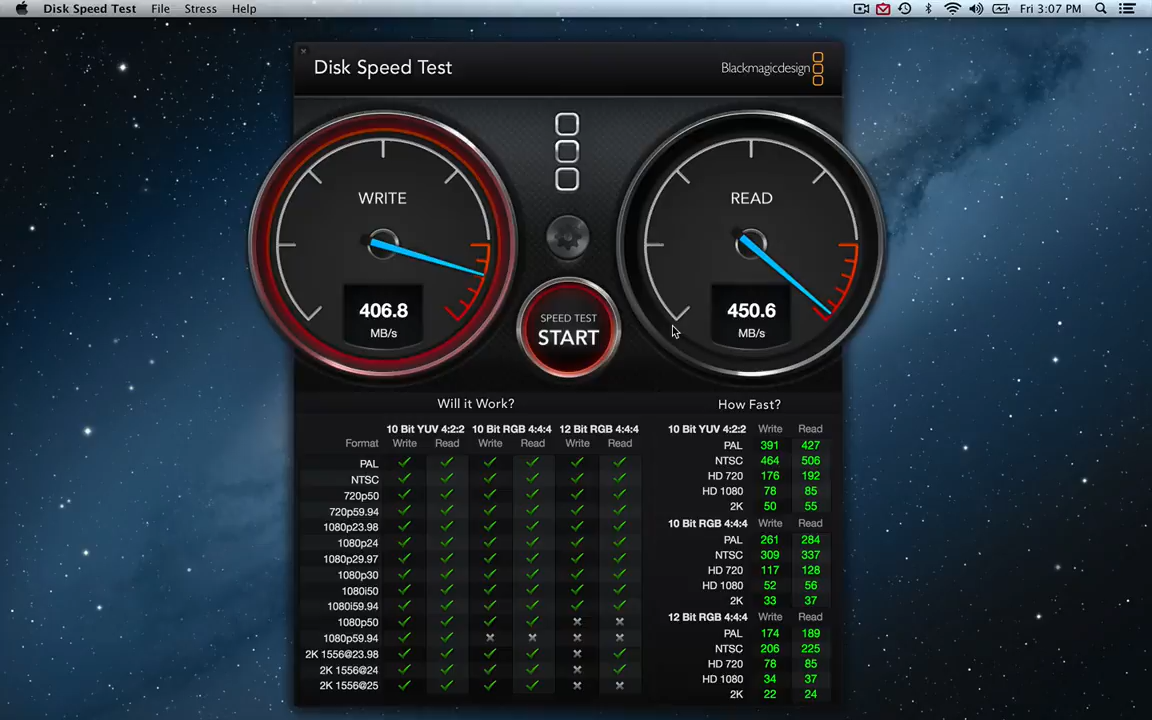 Disk Speed Test File Stress Help Fri 3:07 PM
Disk Speed Test
Blackmagicdesign
WRITE
406.8
MB/s
SPEED TEST
START
READ
450.6
MB/s
Will it Work?
10 Bit YUV 4:2:2 10 Bit RGB 4:4:4 12 Bit RGB 4:4:4
Format Write Read Write Read Write Read
PAL
NTSC
720p50
720p59.94
1080p23.98
1080p24
1080p29.97
1080p30
1080i50
1080i59.94
1080p50
1080p59.94
2K 1556@23.98
2K 1556@24
2K 1556@25
How Fast?
10 Bit YUV 4:2:2 Write Read
PAL 391 427
NTSC 464 506
HD 720 176 192
HD 1080 78 85
2K 50 55
10 Bit RGB 4:4:4 Write Read
PAL 261 284
NTSC 309 337
HD 720 117 128
HD 1080 52 56
2K 33 37
12 Bit RGB 4:4:4 Write Read
PAL 174 189
NTSC 206 225
HD 720 78 85
HD 1080 34 37
2K 22 24